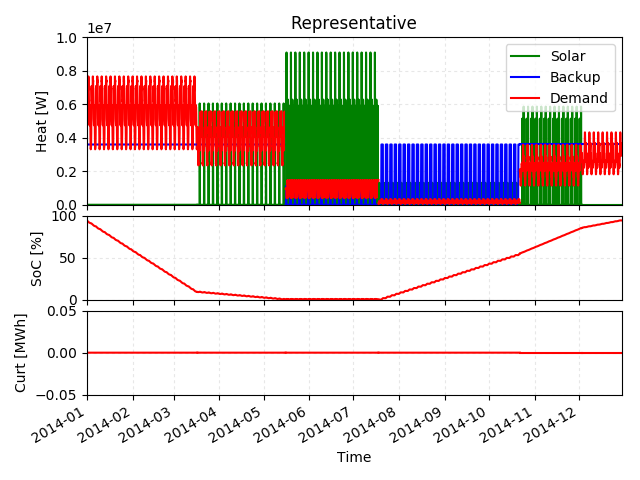 Representative
1e7
Heat [W]
1.0
0.8
0.6
0.4
0.2
0.0
Solar
Backup
Demand
SoC [%]
100
50
0
Curt [MWh]
0.05
0.00
−0.05
2014-01
2014-02
2014-03
2014-04
2014-05
2014-06
2014-07
2014-08
2014-09
2014-10
2014-11
2014-12
Time